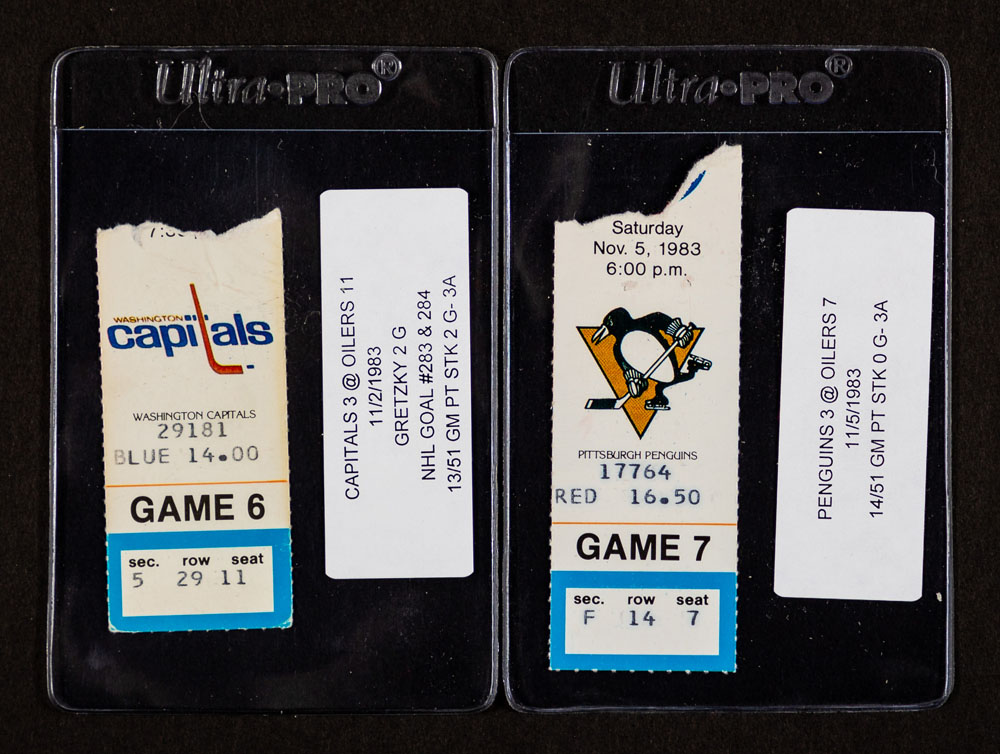 Ultra•PRO®
7:
WASHINGTON
capitals
WASHINGTON CAPITALS
29181
BLUE 14.00
GAME 6
sec. row seat
5 29 11
CAPITALS 3 @ OILERS 11
11/2/1983
GRETZKY 2 G
NHL GOAL #283 & 284
13/51 GM PT STK 2 G- 3A
Ultra•PRO®
Saturday
Nov. 5, 1983
6:00 p.m.
PITTSBURGH PENGUINS
17764
RED 16.50
GAME 7
sec. row seat
F 14 7
PENGUINS 3 @ OILERS 7
11/5/1983
14/51 GM PT STK 0 G- 3A